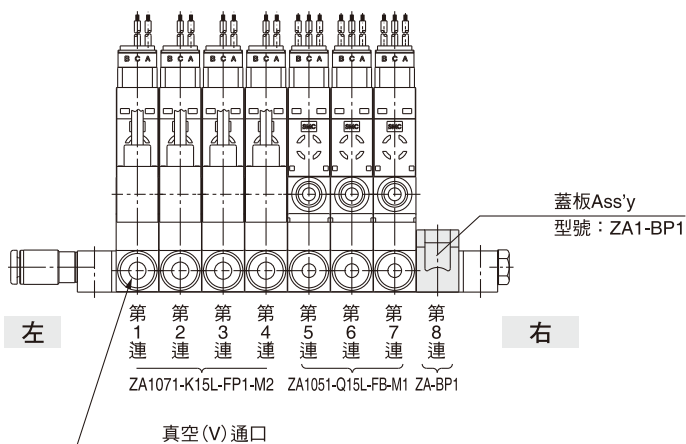 B C A B C A B C A B C A B C A B C A B C A
SMC SMC SMC
蓋板Ass'y
型號：ZA1-BP1
左
第1連
第2連
第3連
第4連
第5連
第6連
第7連
第8連
右
ZA1071-K15L-FP1-M2 ZA1051-Q15L-FB-M1 ZA-BP1
真空(V)通口